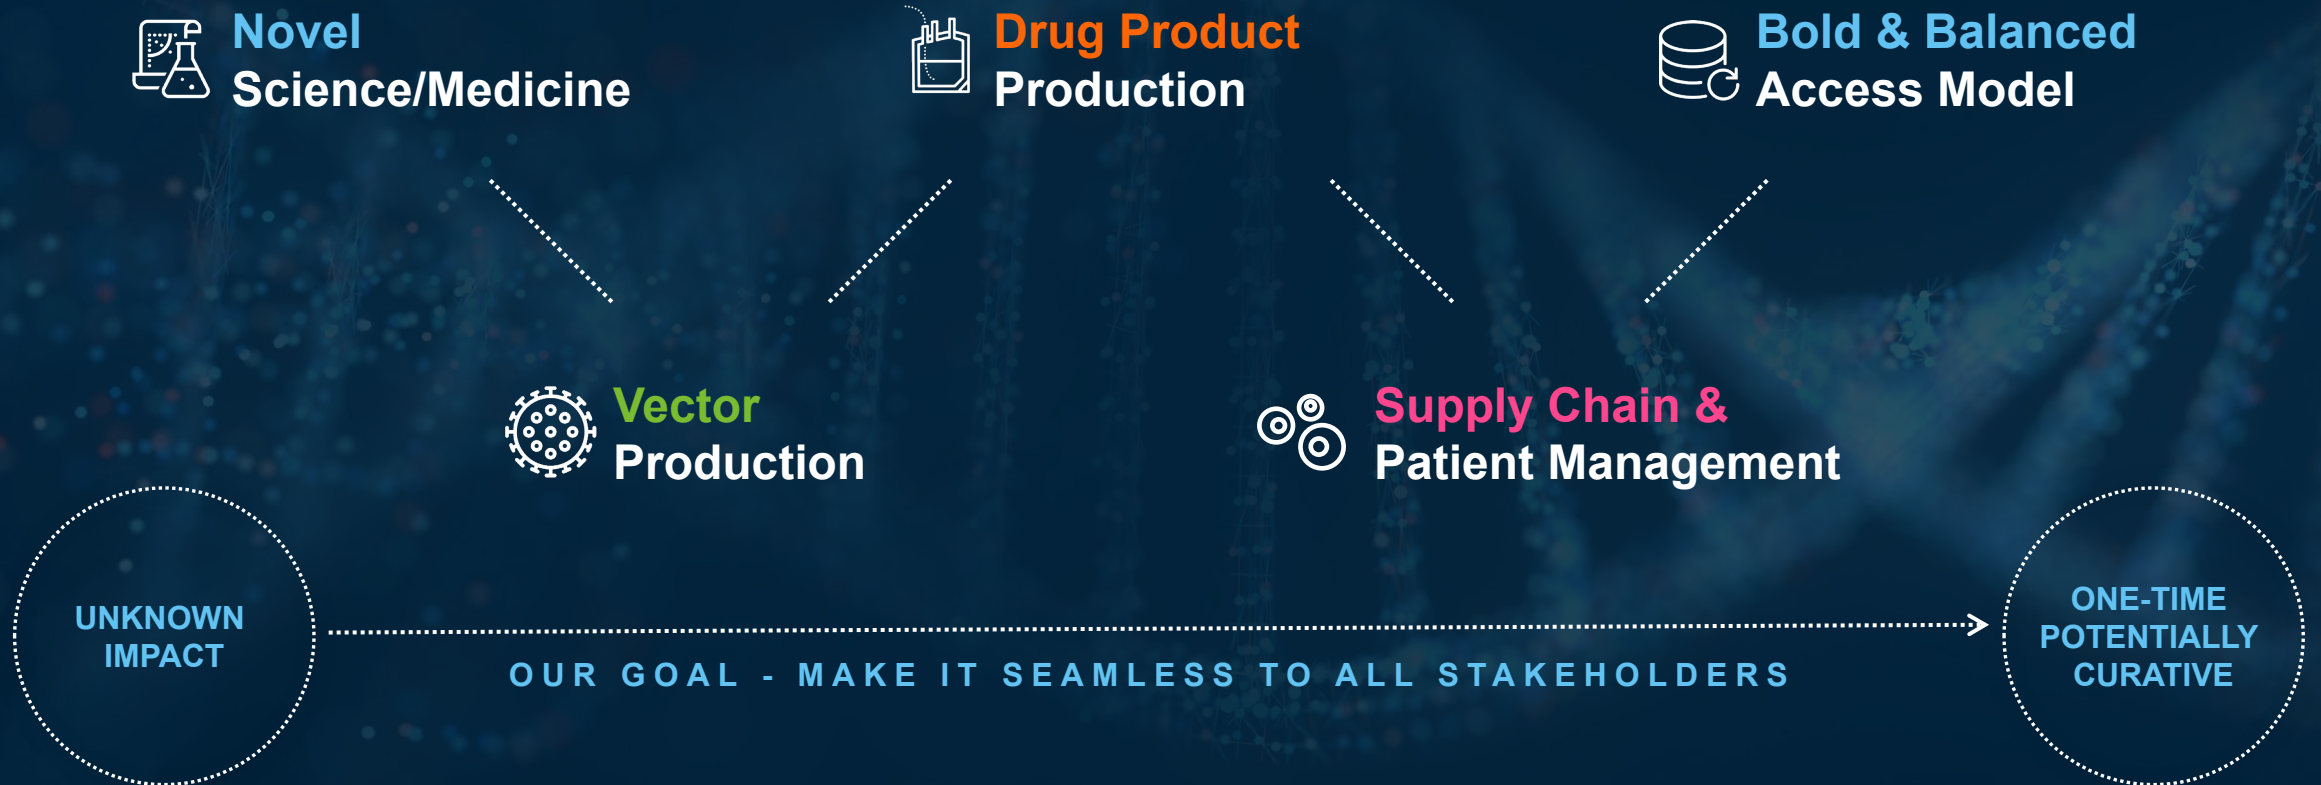 Novel
Science/Medicine
Drug Product
Production
Bold & Balanced
Access Model
Vector
Production
Supply Chain &
Patient Management
UNKNOWN
IMPACT
OUR GOAL - MAKE IT SEAMLESS TO ALL STAKEHOLDERS
ONE-TIME
POTENTIALLY
CURATIVE